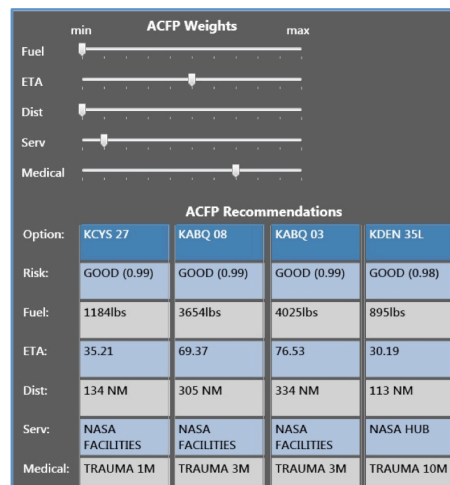 ACFP Weights
min max
Fuel
ETA
Dist
Serv
Medical
ACFP Recommendations
Option: KCYS 27 KABQ 08 KABQ 03 KDEN 35L
Risk: GOOD (0.99) GOOD (0.99) GOOD (0.99) GOOD (0.98)
Fuel: 1184lbs 3654lbs 4025lbs 895lbs
ETA: 35.21 69.37 76.53 30.19
Dist: 134 NM 305 NM 334 NM 113 NM
Serv: NASA FACILITIES NASA FACILITIES NASA FACILITIES NASA HUB
Medical: TRAUMA 1M TRAUMA 3M TRAUMA 3M TRAUMA 10M